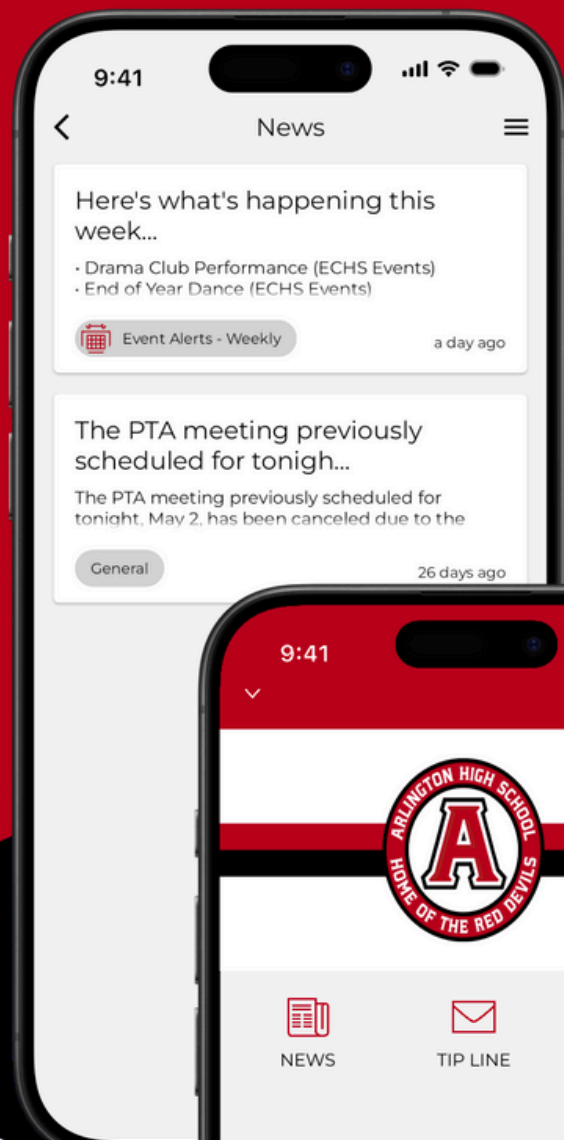 9:41
News
Here's what's happening this
week...
• Drama Club Performance (ECHS Events)
• End of Year Dance (ECHS Events)
Event Alerts - Weekly
a day ago
The PTA meeting previously
scheduled for tonigh...
The PTA meeting previously scheduled for
tonight, May 2, has been canceled due to the
General
26 days ago
9:41
ARLINGTON HIGH SCHOOL
A
HOME OF THE RED DEVILS
NEWS
TIP LINE